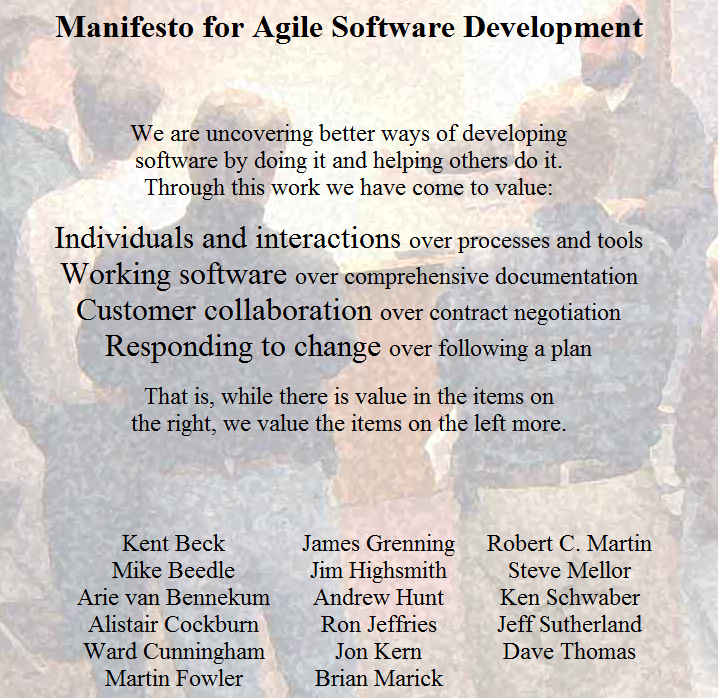 Manifesto for Agile Software Development
We are uncovering better ways of developing
software by doing it and helping others do it.
Through this work we have come to value:
Individuals and interactions over processes and tools
Working software over comprehensive documentation
Customer collaboration over contract negotiation
Responding to change over following a plan
That is, while there is value in the items on
the right, we value the items on the left more.
Kent Beck
Mike Beedle
Arie van Bennekum
Alistair Cockburn
Ward Cunningham
Martin Fowler
James Grenning
Jim Highsmith
Andrew Hunt
Ron Jeffries
Jon Kern
Brian Marick
Robert C. Martin
Steve Mellor
Ken Schwaber
Jeff Sutherland
Dave Thomas